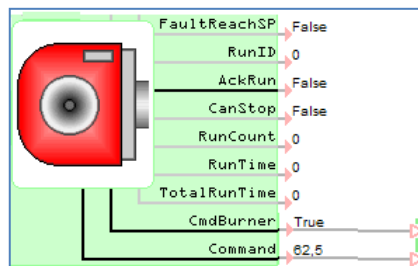 FaultReachSP False
RunID 0
AckRun False
CanStop False
RunCount 0
RunTime 0
TotalRunTime 0
CmdBurner True
Command 62,5